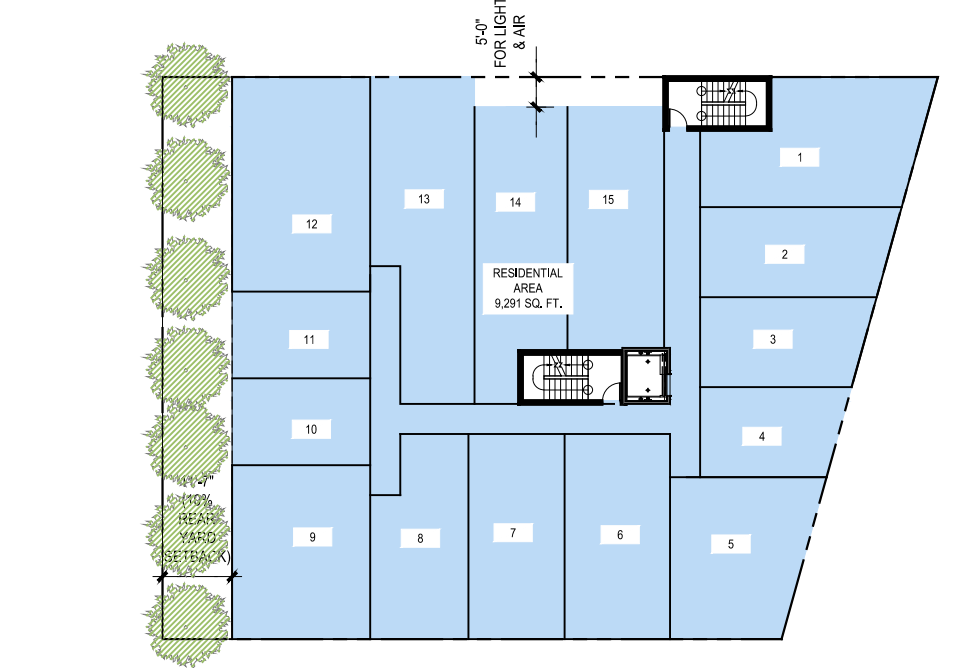 5'-0"
FOR LIGHT
& AIR
1
13
12
15
14
2
RESIDENTIAL
AREA
9,291 SQ. FT.
11
3
10
4
(10%
REAR
YARD
SETBACK)
9
8
7
6
5